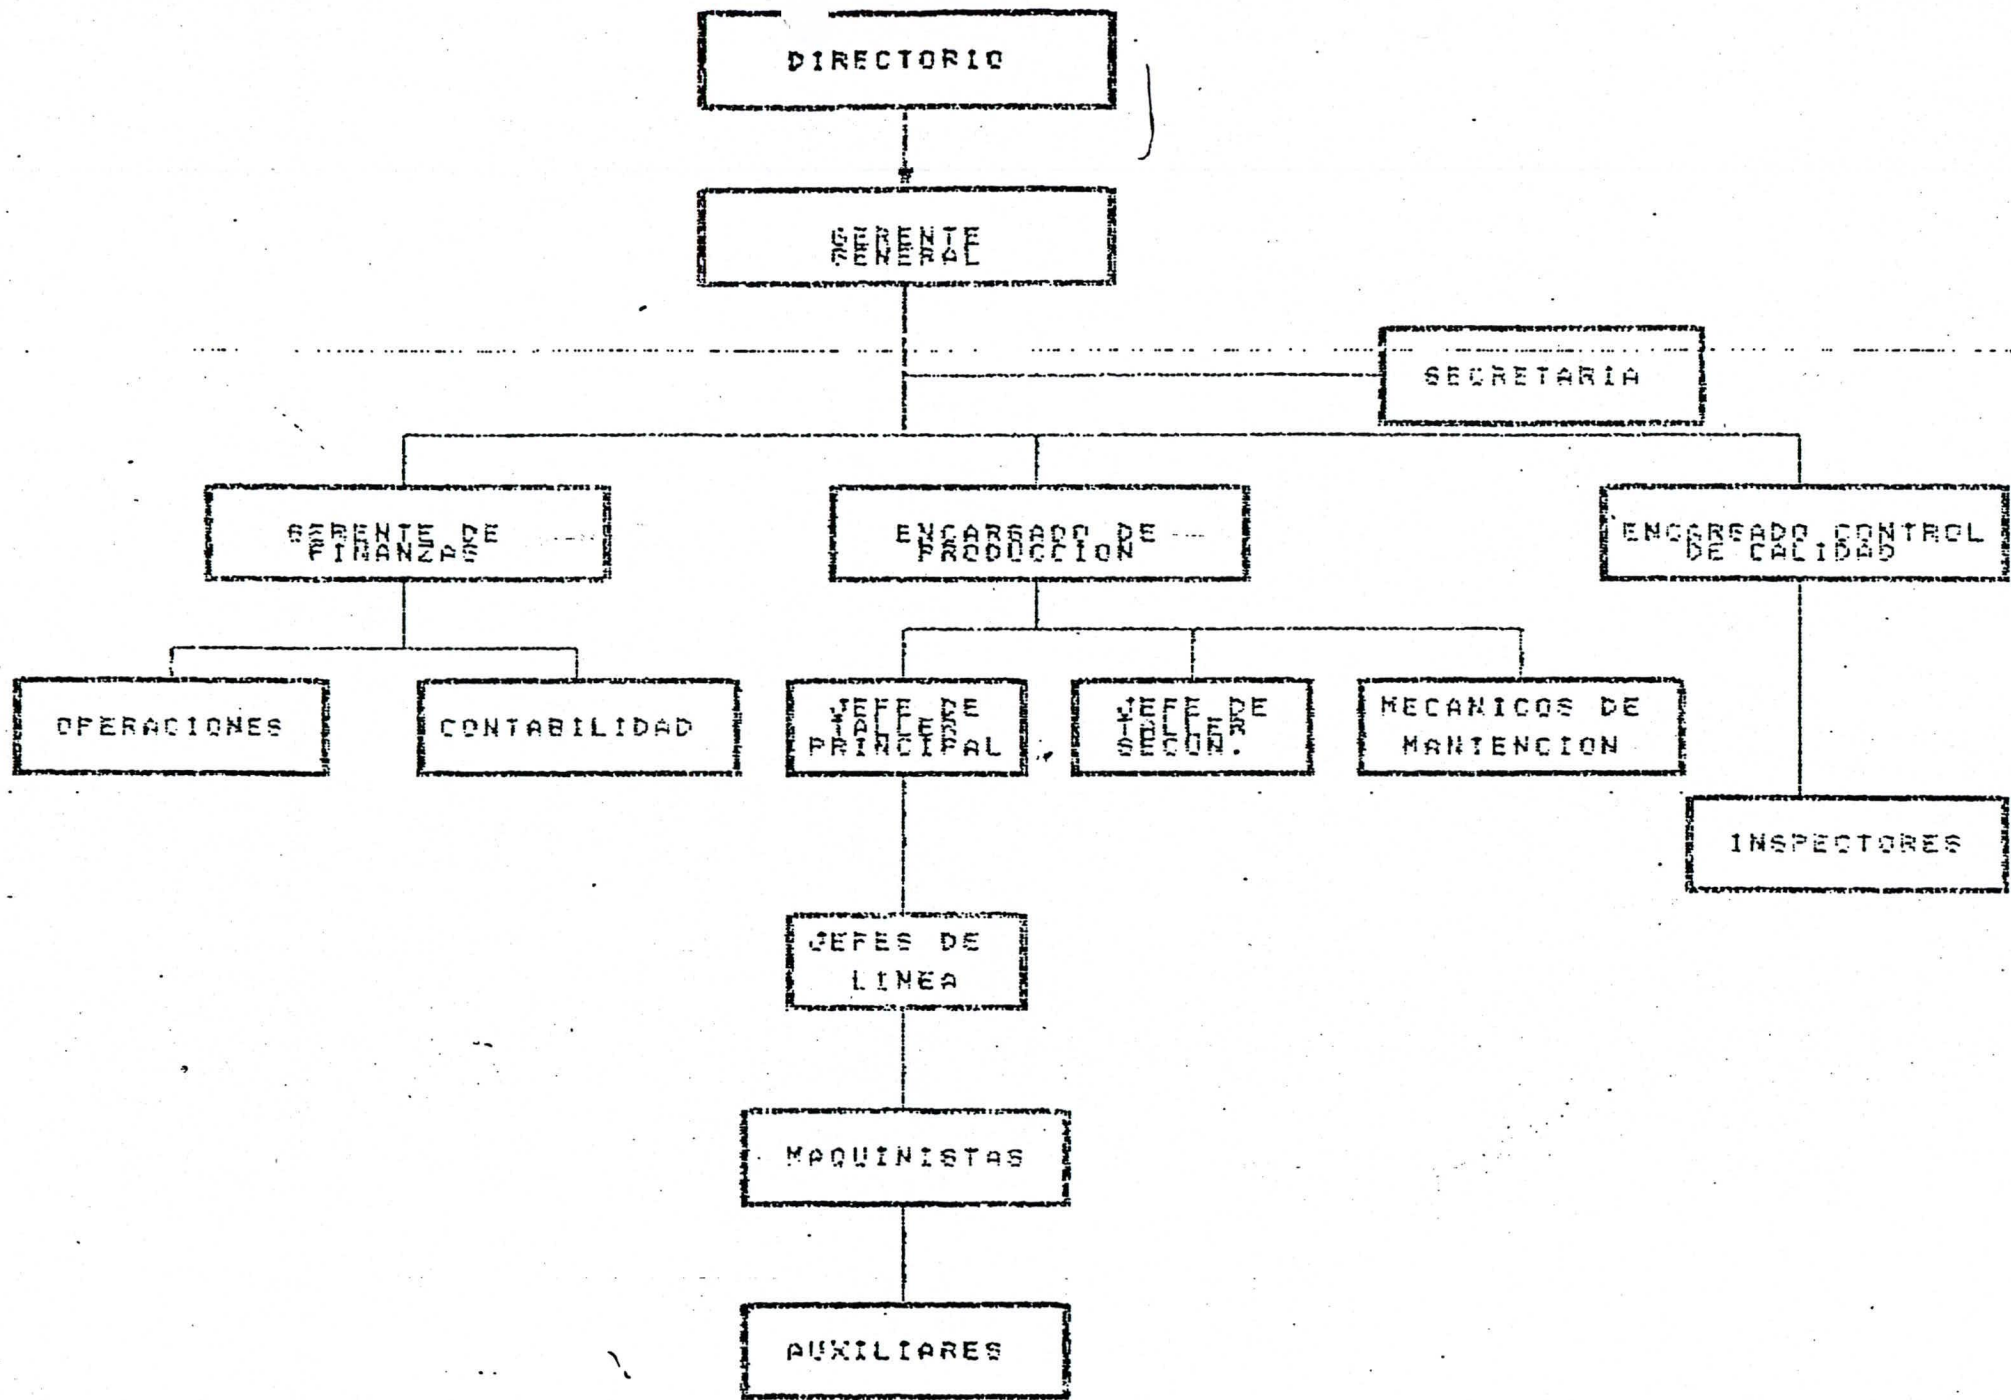 DIRECTORIO
GERENTE
GENERAL
SECRETARIA
GERENTE DE
FINANZAS
ENCARGADO DE
PRODUCCION
ENCARGADO CONTROL
DE CALIDAD
OPERACIONES
CONTABILIDAD
JEFE DE
TALLER
PRINCIPAL
JEFE DE
TALLER
SECUN.
MECANICOS DE
MANTENCION
INSPECTORES
JEFES DE
LINEA
MAQUINISTAS
AUXILIARES